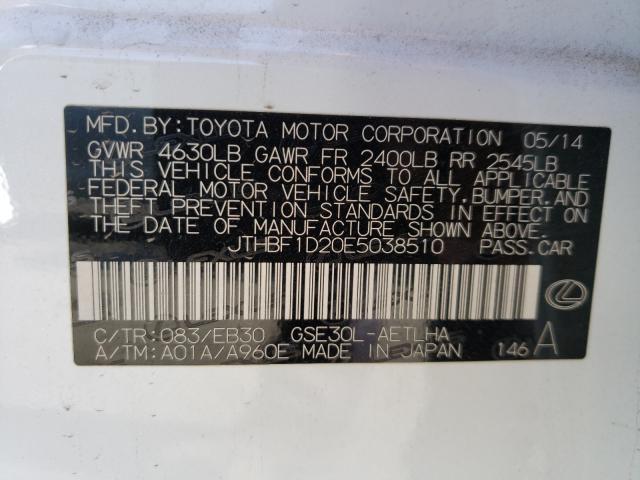 MFD.BY:TOYOTA MOTOR CORPORATION 05/14
GVWR 4630LB GAWR FR 2400LB RR 2545LB
THIS VEHICLE CONFORMS TO ALL APPLICABLE
FEDERAL MOTOR VEHICLE SAFETY,BUMPER,AND
THEFT PREVENTION STANDARDS IN EFFECT ON
THE DATE OF MANUFACTURE SHOWN ABOVE.
JTHBF1D20E5038510 PASS.CAR
C/TR:083/EB30 GSE30L-AETLHA
A/TM:A01A/A960E MADE IN JAPAN 146 A